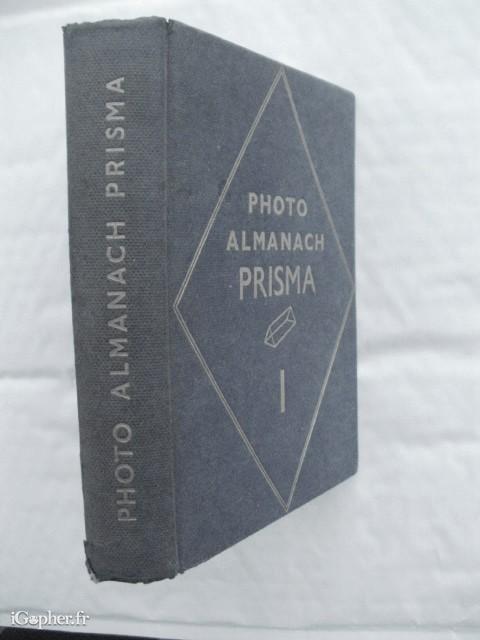 PHOTO ALMANACH PRISMA
PHOTO
ALMANACH
PRISMA
I
iGopher.fr